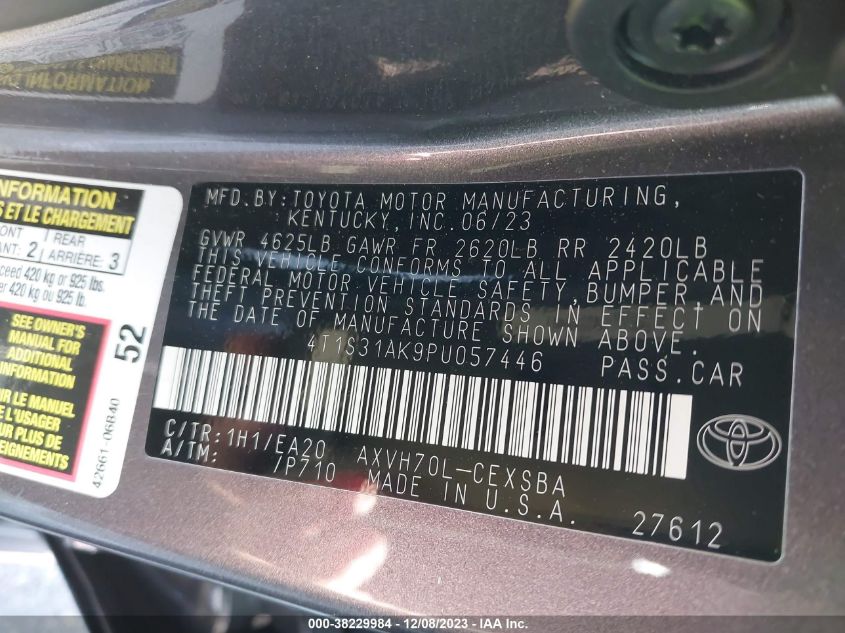 MFD. BY: TOYOTA MOTOR MANUFACTURING,
KENTUCKY, INC. 06/23
GVWR 4625LB GAWR FR 2620LB RR 2420LB
THIS VEHICLE CONFORMS TO ALL APPLICABLE
FEDERAL MOTOR VEHICLE SAFETY, BUMPER, AND
THEFT PREVENTION STANDARDS IN EFFECT ON
THE DATE OF MANUFACTURE SHOWN ABOVE.
4T1S31AK9PU057446 PASS. CAR
C/TR: 1H1/EA20 AXVH70L-CEXSBA
A/TM: /P710 MADE IN U.S.A.
27612
INFORMATION
ET LE CHARGEMENT
REAR
2 ARRIÈRE: 3
420 kg or 925 lbs.
420 kg ou 925 lb.
SEE OWNER'S
MANUAL FOR
ADDITIONAL
LE MANUEL
L'USAGER
PLUS DE
52
42661-06B40
000-38229984 - 12/08/2023 - IAA Inc.